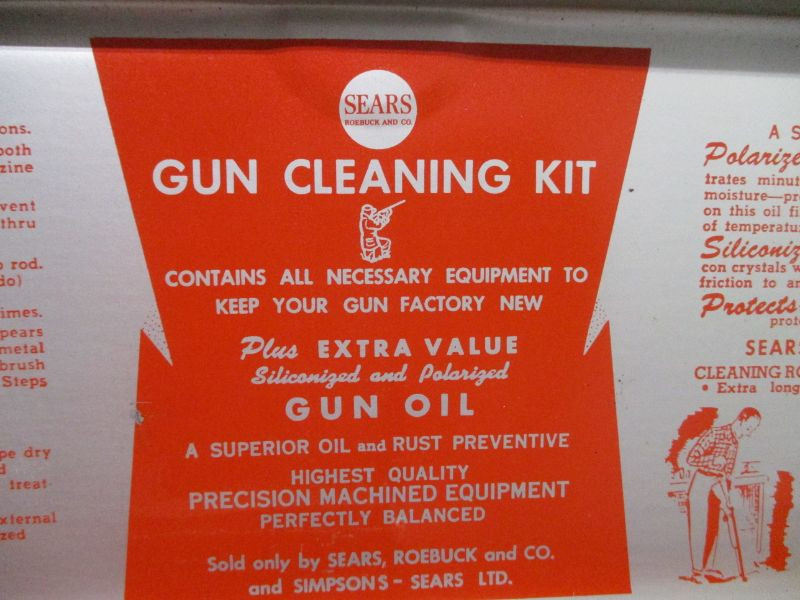 ons.
ooth
zine
vent
thru
o rod.
do)
imes.
pears
metal
brush
Steps
pe dry
d
treat-
xternal
zed
SEARS
ROEBUCK AND CO.
GUN CLEANING KIT
CONTAINS ALL NECESSARY EQUIPMENT TO
KEEP YOUR GUN FACTORY NEW
Plus EXTRA VALUE
Siliconized and Polarized
GUN OIL
A SUPERIOR OIL and RUST PREVENTIVE
HIGHEST QUALITY
PRECISION MACHINED EQUIPMENT
PERFECTLY BALANCED
Sold only by SEARS, ROEBUCK and CO.
and SIMPSONS - SEARS LTD.
A S
Polarize
trates minut
moisture—pr
on this oil fi
of temperatu
Siliconiz
con crystals w
friction to an
Protects
prot
SEARS
CLEANING RO
• Extra long